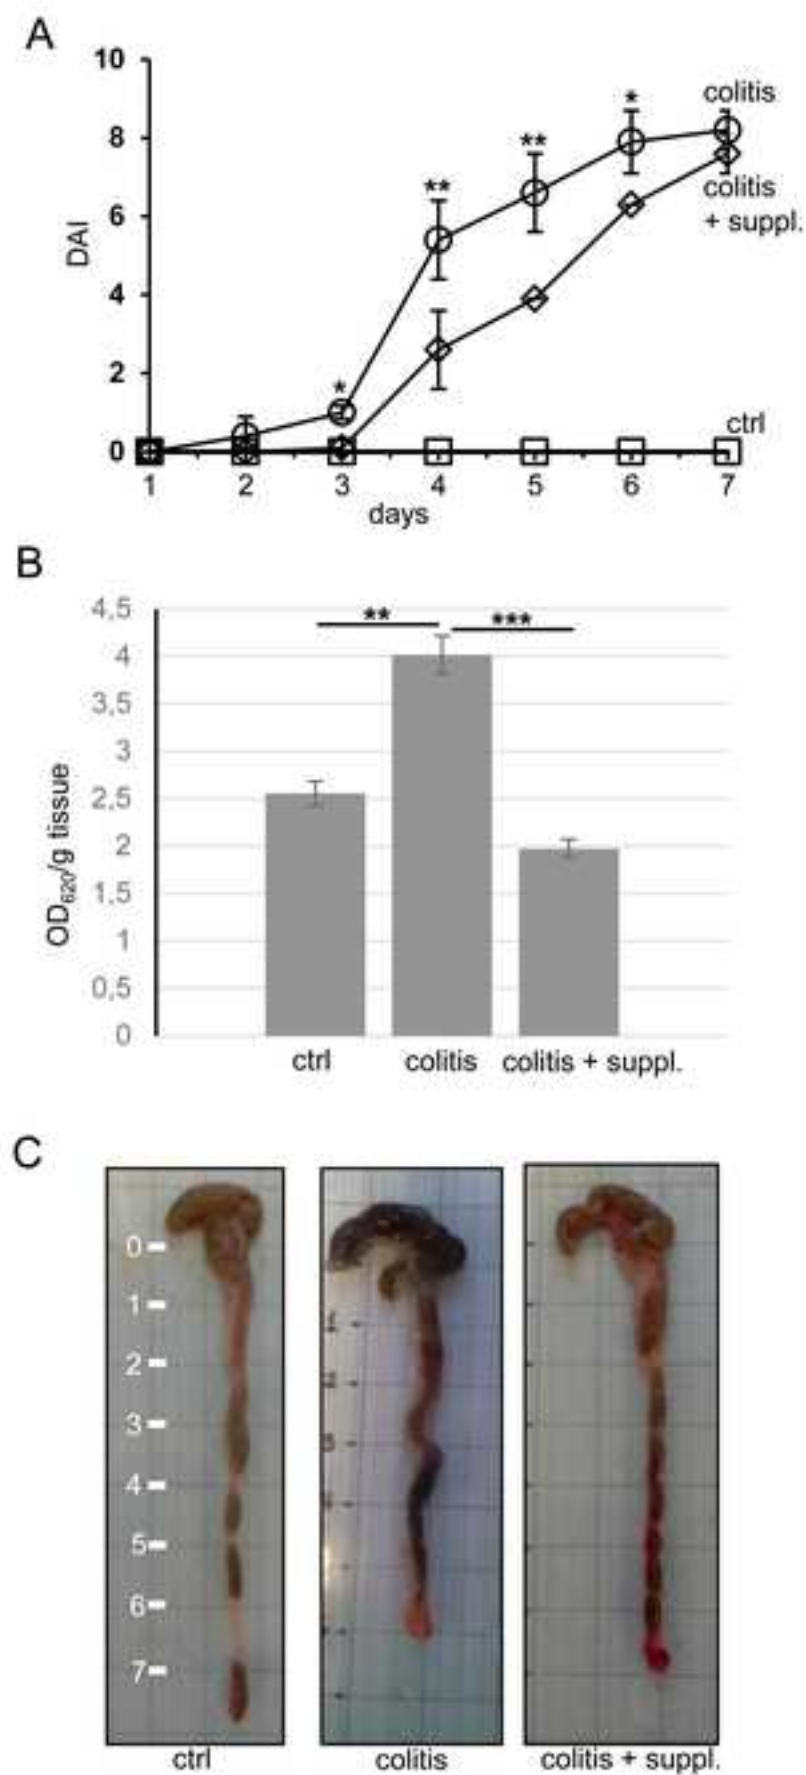 A
10
8
6
4
2
0
DAI
*
**
**
*
colitis
colitis
+ suppl.
ctrl
1 2 3 4 5 6 7
days
B
4,5
4
3,5
3
2,5
2
1,5
1
0,5
0
OD620/g tissue
** ***
ctrl colitis colitis + suppl.
C
0
1
2
3
4
5
6
7
ctrl colitis colitis + suppl.